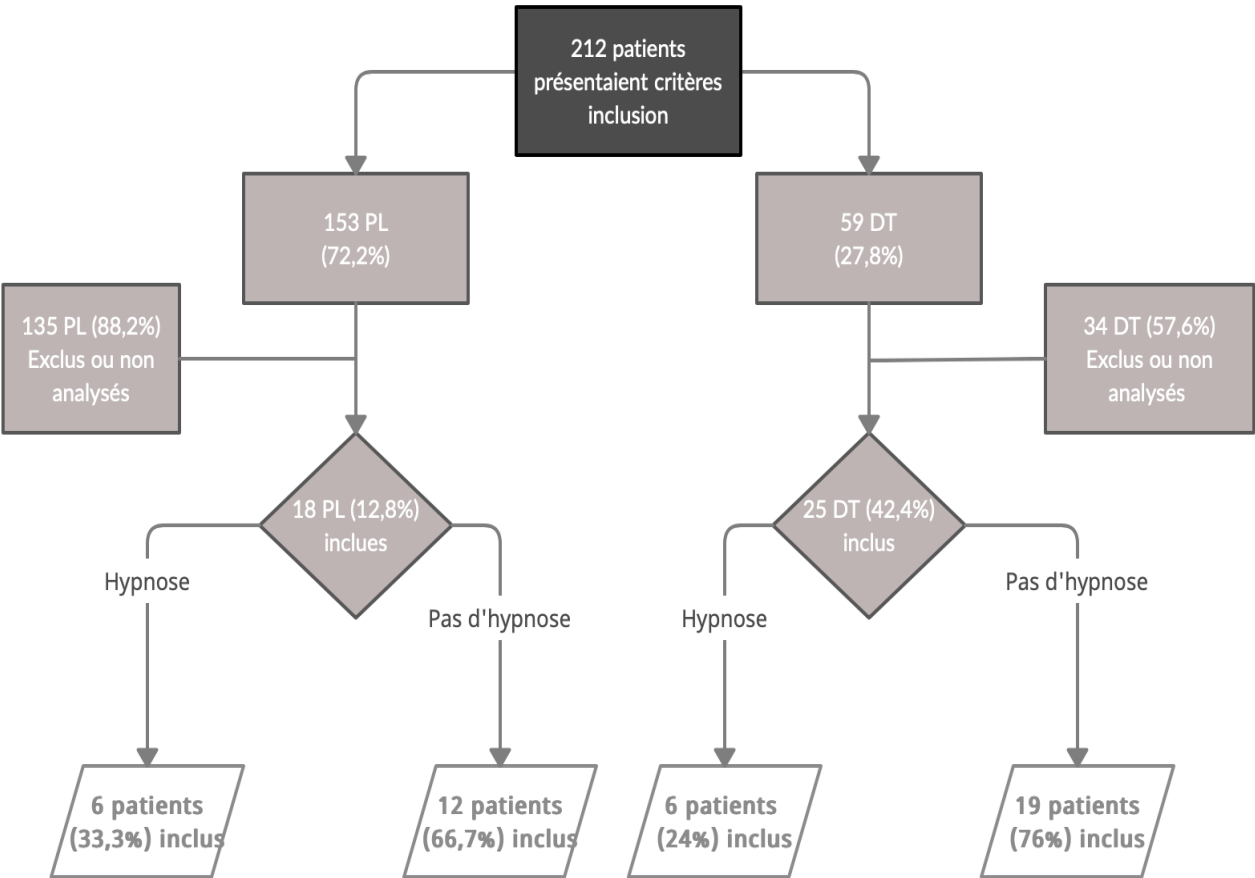 212 patients
présentaient critères
inclusion
153 PL
(72,2%)
59 DT
(27,8%)
135 PL (88,2%)
Exclus ou non
analysés
34 DT (57,6%)
Exclus ou non
analysés
18 PL (12,8%)
inclues
25 DT (42,4%)
inclus
Hypnose
Pas d'hypnose
Hypnose
Pas d'hypnose
6 patients
(33,3%) inclus
12 patients
(66,7%) inclus
6 patients
(24%) inclus
19 patients
(76%) inclus